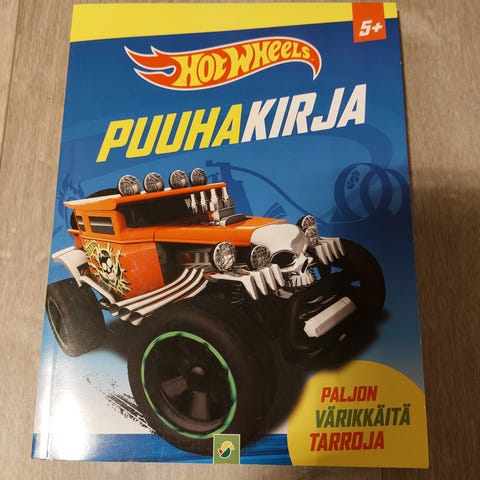 5+
HOT WHEELS
PUUHAKIRJA
PALJON
VÄRIKKÄITÄ
TARROJA